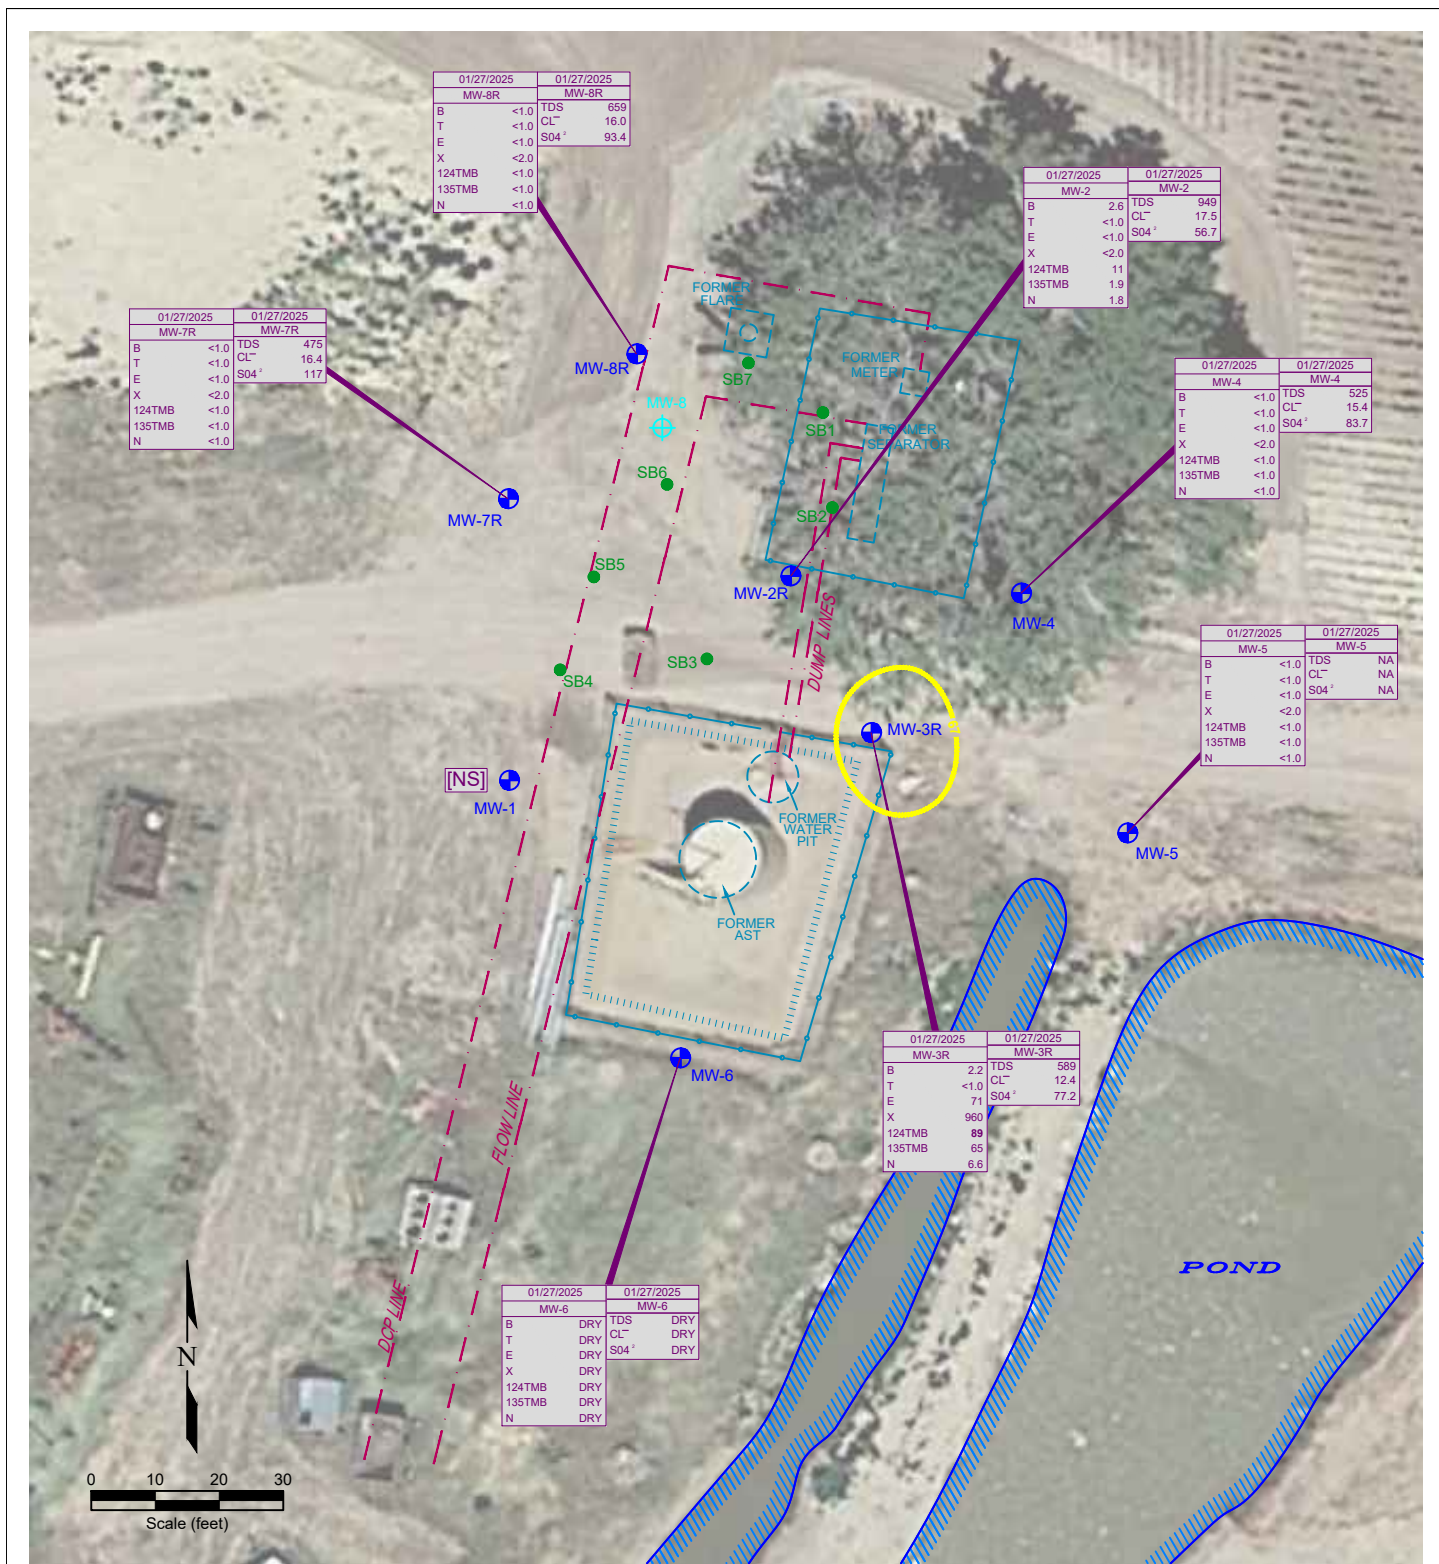 01/27/2025 01/27/2025
MW-8R MW-8R
B <1.0 TDS 659
T <1.0 CL¯ 16.0
E <1.0 S04² 93.4
X <2.0
124TMB <1.0
135TMB <1.0
N <1.0
01/27/2025 01/27/2025
MW-2 MW-2
B 2.6 TDS 949
T <1.0 CL¯ 17.5
E <1.0 S04² 56.7
X <2.0
124TMB 11
135TMB 1.9
N 1.8
01/27/2025 01/27/2025
MW-7R MW-7R
B <1.0 TDS 475
T <1.0 CL¯ 16.4
E <1.0 S04² 117
X <2.0
124TMB <1.0
135TMB <1.0
N <1.0
01/27/2025 01/27/2025
MW-4 MW-4
B <1.0 TDS 525
T <1.0 CL¯ 15.4
E <1.0 S04² 83.7
X <2.0
124TMB <1.0
135TMB <1.0
N <1.0
FORMER
FLARE
MW-8R
SB7
FORMER
METER
MW-8
SB1
FORMER
SEPARATOR
SB6
MW-7R
SB2
SB5
MW-2R
MW-4
DUMP LINES
SB3
SB4
01/27/2025 01/27/2025
MW-5 MW-5
B <1.0 TDS NA
T <1.0 CL¯ NA
E <1.0 S04² NA
X <2.0
124TMB <1.0
135TMB <1.0
N <1.0
MW-3R
[NS]
MW-1
FORMER
WATER
PIT
MW-5
FORMER
AST
MW-6
01/27/2025 01/27/2025
MW-3R MW-3R
B 2.2 TDS 589
T <1.0 CL¯ 12.4
E 71 S04² 77.2
X 960
124TMB 89
135TMB 65
N 6.6
FLOW LINE
POND
DCP LINE
01/27/2025 01/27/2025
MW-6 MW-6
B DRY TDS DRY
T DRY CL¯ DRY
E DRY S04² DRY
X DRY
124TMB DRY
135TMB DRY
N DRY
N
0 10 20 30
Scale (feet)